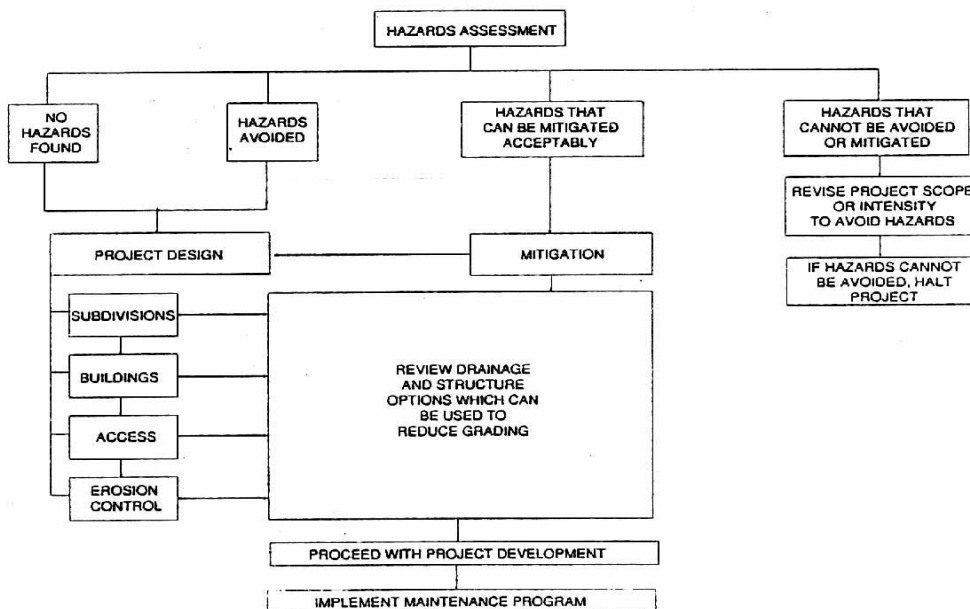 HAZARDS ASSESSMENT
NO
HAZARDS
FOUND
HAZARDS
AVOIDED
HAZARDS THAT
CAN BE MITIGATED
ACCEPTABLY
HAZARDS THAT
CANNOT BE AVOIDED
OR MITIGATED
REVISE PROJECT SCOPE
OR INTENSITY
TO AVOID HAZARDS
IF HAZARDS CANNOT
BE AVOIDED, HALT
PROJECT
PROJECT DESIGN
MITIGATION
SUBDIVISIONS
BUILDINGS
ACCESS
EROSION
CONTROL
REVIEW DRAINAGE
AND STRUCTURE
OPTIONS WHICH CAN
BE USED TO
REDUCE GRADING
PROCEED WITH PROJECT DEVELOPMENT
IMPLEMENT MAINTENANCE PROGRAM